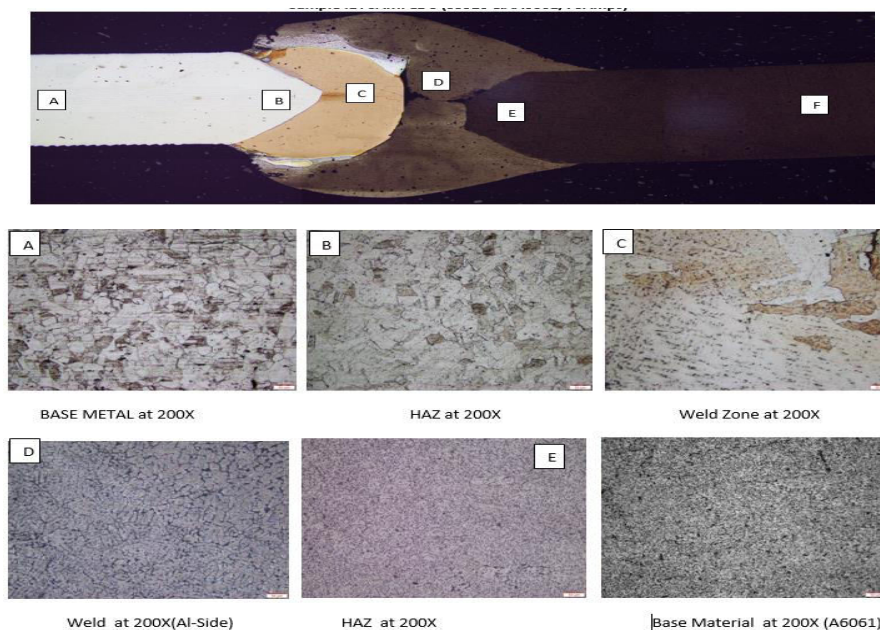 A
B
C
D
E
F
A
B
C
BASE METAL at 200X
HAZ at 200X
Weld Zone at 200X
D
E
Weld at 200X(Al-Side)
HAZ at 200X
Base Material at 200X (A6061)